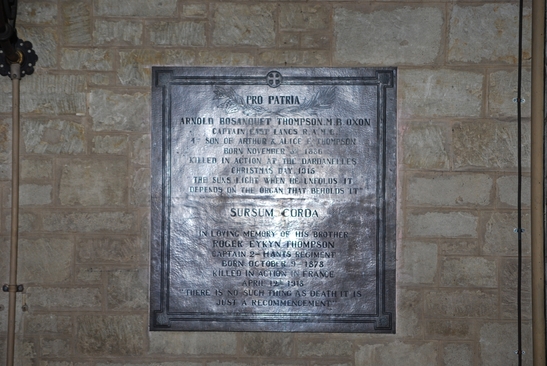 PRO PATRIA
ARNOLD BOSANQUET THOMPSON. M.B. OXON
CAPTAIN EAST LANCS R.A.M.C.
SON OF ARTHUR & ALICE THOMPSON
BORN NOVEMBER
KILLED IN ACTION AT THE DARDANELLES
CHRISTMAS DAY, 1915
"THE SUNS LIGHT WHEN HE UNFOLDS IT,
DEPENDS ON THE ORGAN THAT BEHOLDS IT"
SURSUM CORDA
IN LOVING MEMORY OF HIS BROTHER
ROGER EYKYN THOMPSON
CAPTAIN 2ND HANTS REGIMENT
BORN OCTOBER 1878
KILLED IN ACTION IN FRANCE
APRIL
"THERE IS NO SUCH THING AS DEATH IT IS
JUST A RECOMMENCEMENT"